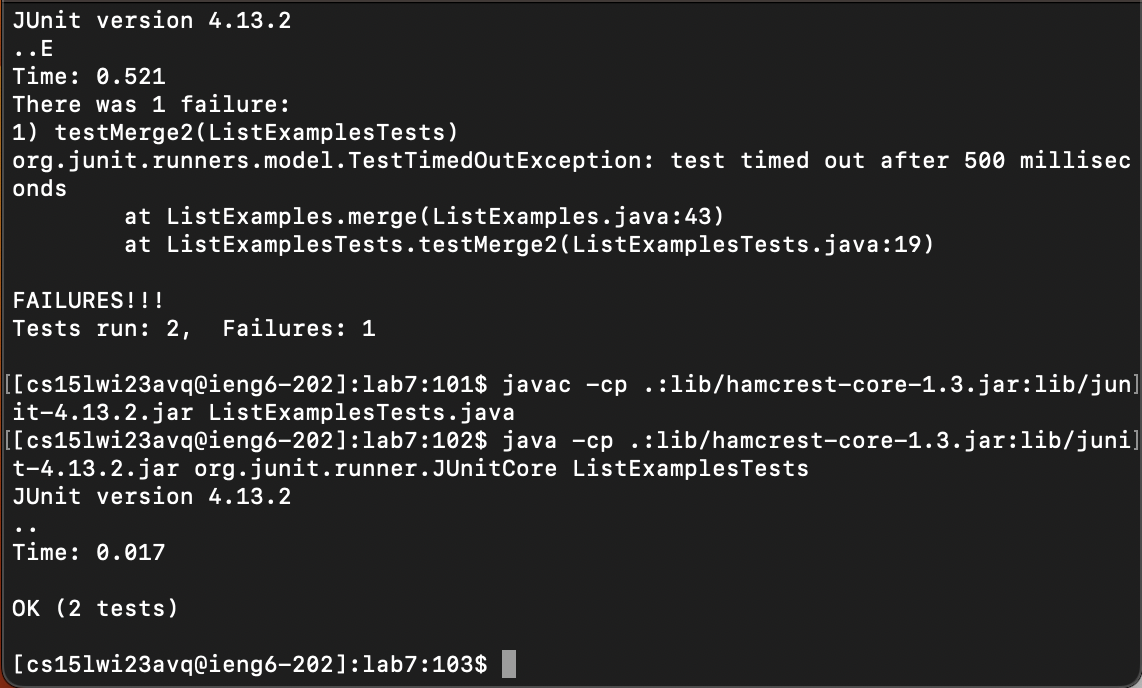 JUnit version 4.13.2
..E
Time: 0.521
There was 1 failure:
1) testMerge2(ListExamplesTests)
org.junit.runners.model.TestTimedOutException: test timed out after 500 millisec
onds
        at ListExamples.merge(ListExamples.java:43)
        at ListExamplesTests.testMerge2(ListExamplesTests.java:19)
FAILURES!!!
Tests run: 2,  Failures: 1
[[cs15lwi23avq@ieng6-202]:lab7:101$ javac -cp .:lib/hamcrest-core-1.3.jar:lib/jun]
it-4.13.2.jar ListExamplesTests.java
[[cs15lwi23avq@ieng6-202]:lab7:102$ java -cp .:lib/hamcrest-core-1.3.jar:lib/juni]
t-4.13.2.jar org.junit.runner.JUnitCore ListExamplesTests
JUnit version 4.13.2
..
Time: 0.017
OK (2 tests)
[cs15lwi23avq@ieng6-202]:lab7:103$